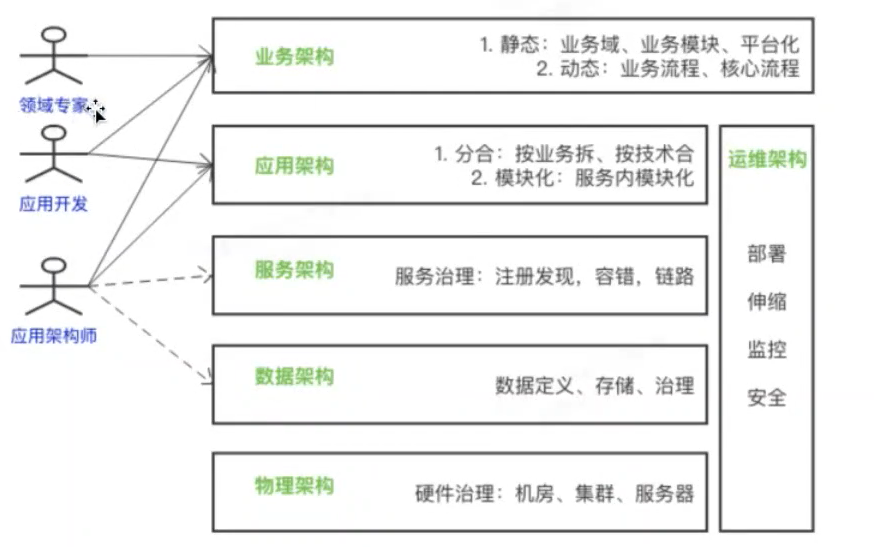 领域专家
应用开发
应用架构师
业务架构
1. 静态：业务域、业务模块、平台化
2. 动态：业务流程、核心流程
应用架构
1. 分合：按业务拆、按技术合
2. 模块化：服务内模块化
服务架构
服务治理：注册发现，容错，链路
数据架构
数据定义、存储、治理
物理架构
硬件治理：机房、集群、服务器
运维架构
部署
伸缩
监控
安全